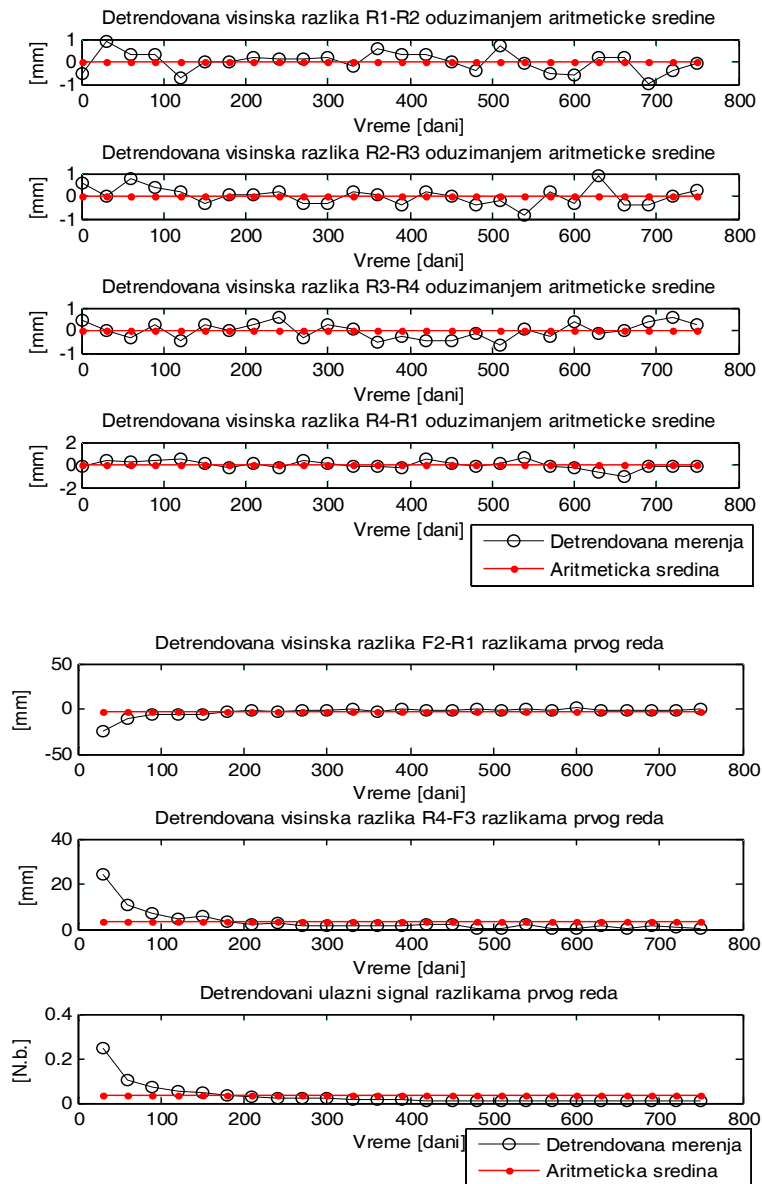 Detrendovana visinska razlika R1-R2 oduzimanjem aritmeticke sredine
1
0
-1
[mm]
0 100 200 300 400 500 600 700 800
Vreme [dani]
Detrendovana visinska razlika R2-R3 oduzimanjem aritmeticke sredine
1
0
-1
[mm]
0 100 200 300 400 500 600 700 800
Vreme [dani]
Detrendovana visinska razlika R3-R4 oduzimanjem aritmeticke sredine
1
0
-1
[mm]
0 100 200 300 400 500 600 700 800
Vreme [dani]
Detrendovana visinska razlika R4-R1 oduzimanjem aritmeticke sredine
2
0
-2
[mm]
0 100 200 300 400 500 600 700 800
Vreme [dani]
Detrendovana merenja
Aritmeticka sredina
Detrendovana visinska razlika F2-R1 razlikama prvog reda
50
0
-50
[mm]
0 100 200 300 400 500 600 700 800
Vreme [dani]
Detrendovana visinska razlika R4-F3 razlikama prvog reda
40
20
0
[mm]
0 100 200 300 400 500 600 700 800
Vreme [dani]
Detrendovani ulazni signal razlikama prvog reda
0.4
0.2
0
[N.b.]
0 100 200 300 400 500 600 700 800
Vreme [dani]
Detrendovana merenja
Aritmeticka sredina